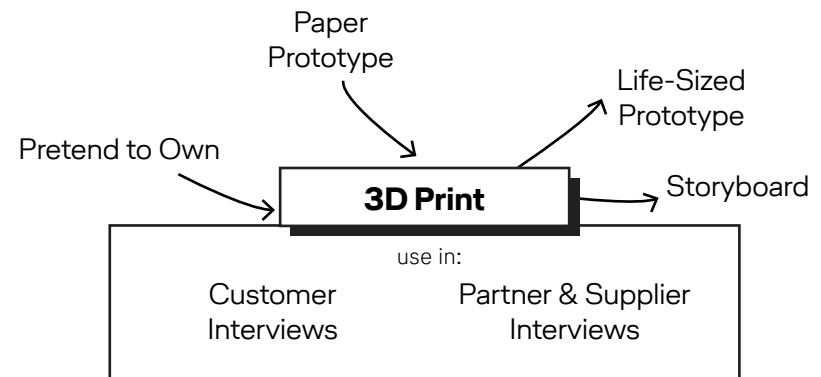 Paper
Prototype
Life-Sized
Prototype
Pretend to Own
3D Print
Storyboard
use in:
Customer
Interviews
Partner & Supplier
Interviews